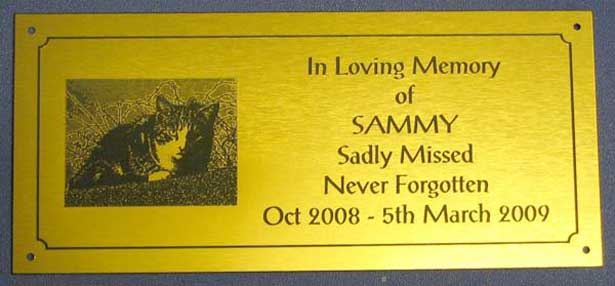 In Loving Memory
of
SAMMY
Sadly Missed
Never Forgotten
Oct 2008 - 5th March 2009